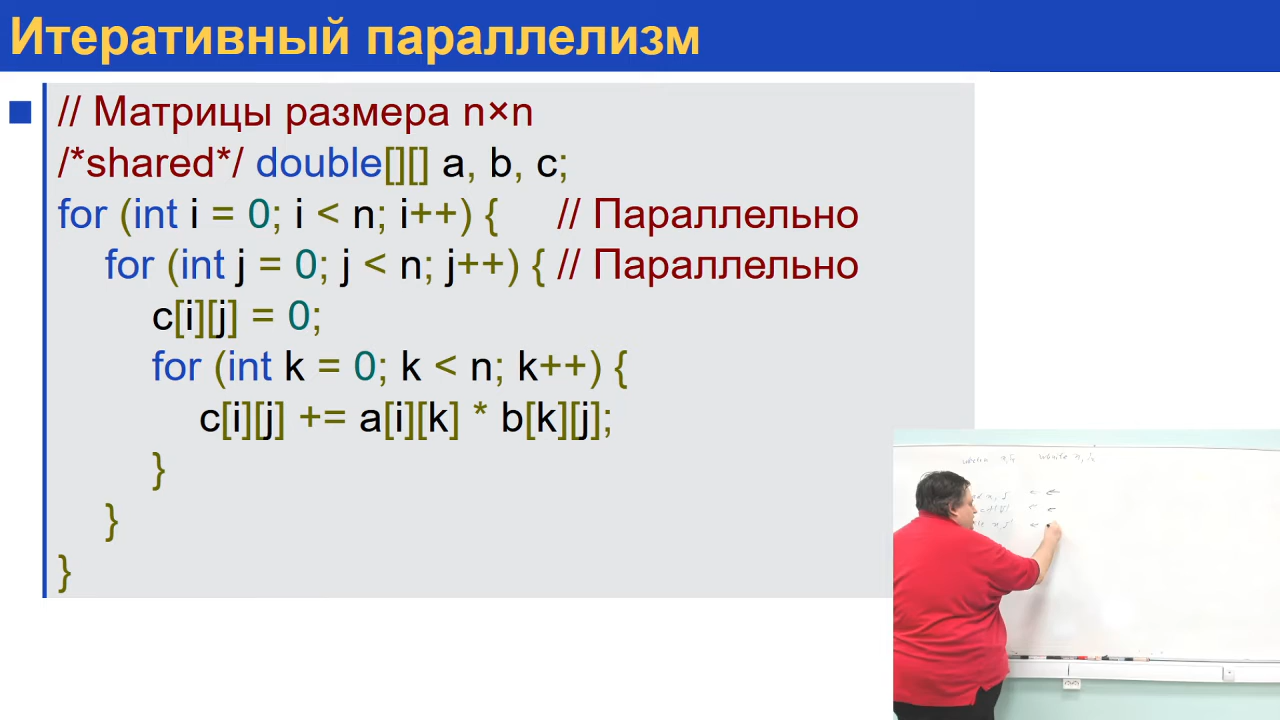 Итеративный параллелизм
// Матрицы размера n×n
/*shared*/ double[][] a, b, c;
for (int i = 0; i < n; i++) { // Параллельно
for (int j = 0; j < n; j++) { // Параллельно
c[i][j] = 0;
for (int k = 0; k < n; k++) {
c[i][j] += a[i][k] * b[k][j];
}
}
}